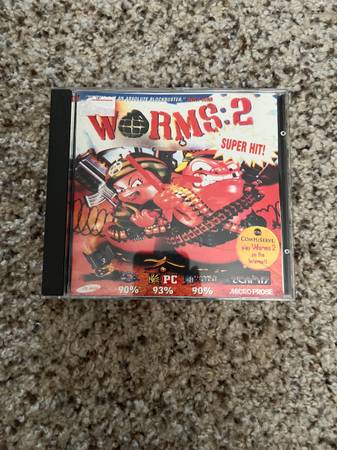 AN ABSOLUTE BLOCKBUSTER."
WORMS:2
SUPER HIT!
COMPUSERVE
play Worms 2
on the
internet!
PC
TEAM17
90% 93% 90%
MICROPROSE